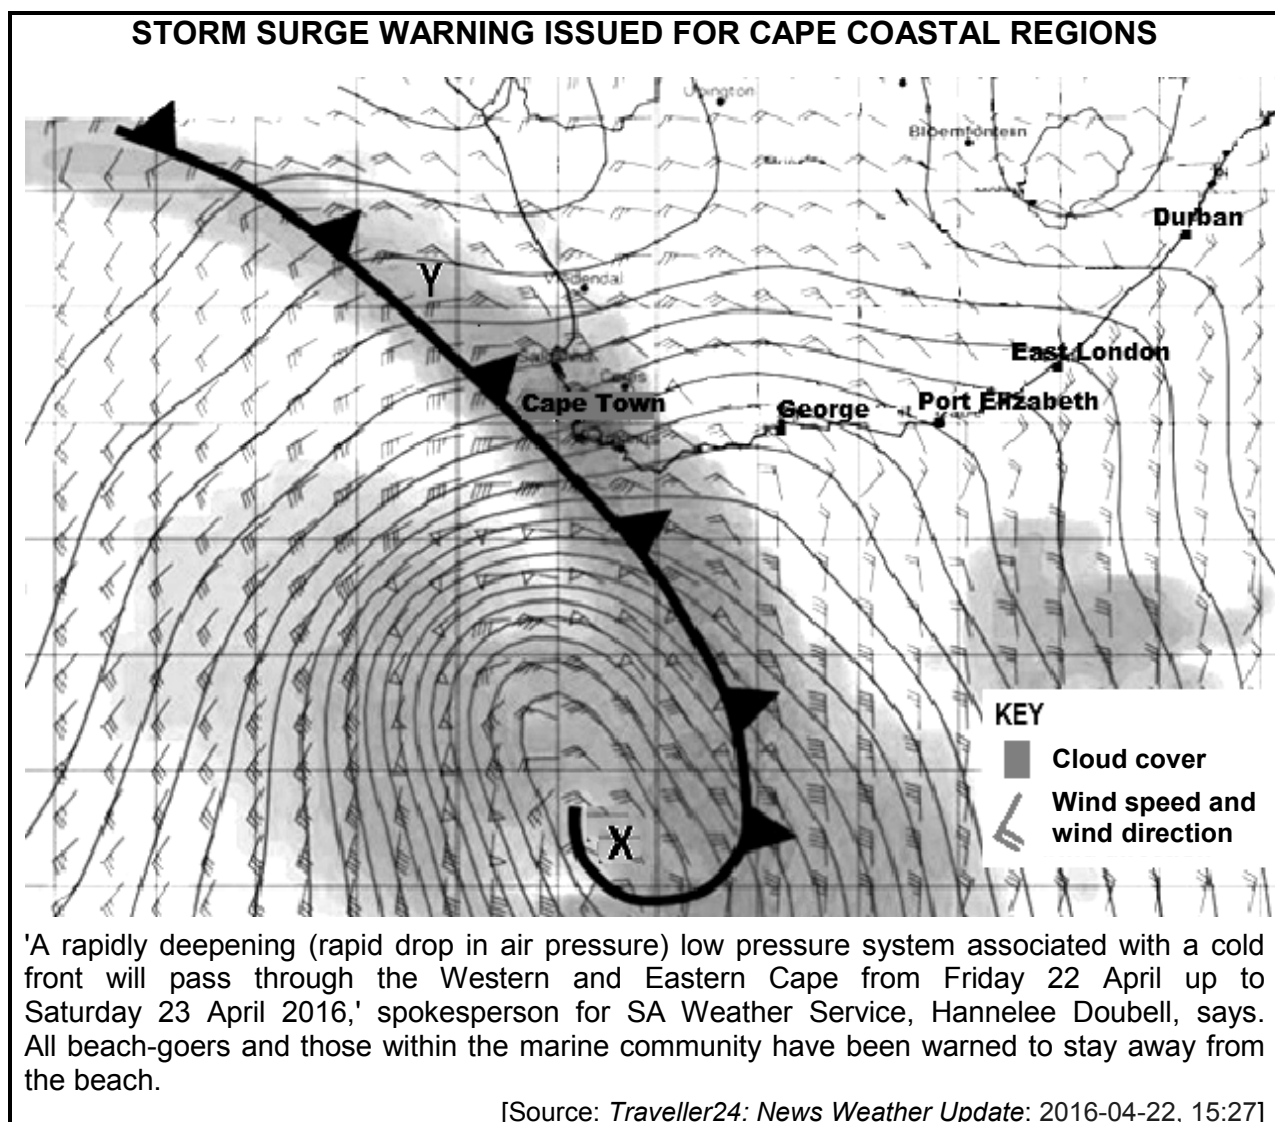 STORM SURGE WARNING ISSUED FOR CAPE COASTAL REGIONS
Upington
Bloemfontein
Durban
Y
East London
Cape Town
George
Port Elizabeth
KEY
Cloud cover
Wind speed and
wind direction
X
'A rapidly deepening (rapid drop in air pressure) low pressure system associated with a cold
front will pass through the Western and Eastern Cape from Friday 22 April up to
Saturday 23 April 2016,' spokesperson for SA Weather Service, Hannelee Doubell, says.
All beach-goers and those within the marine community have been warned to stay away from
the beach.
[Source: Traveller24: News Weather Update: 2016-04-22, 15:27]